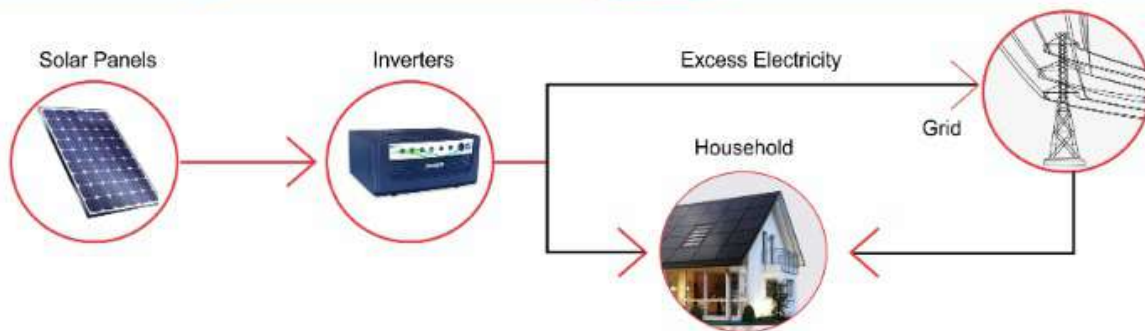 Solar Panels
Inverters
Excess Electricity
Grid
Household